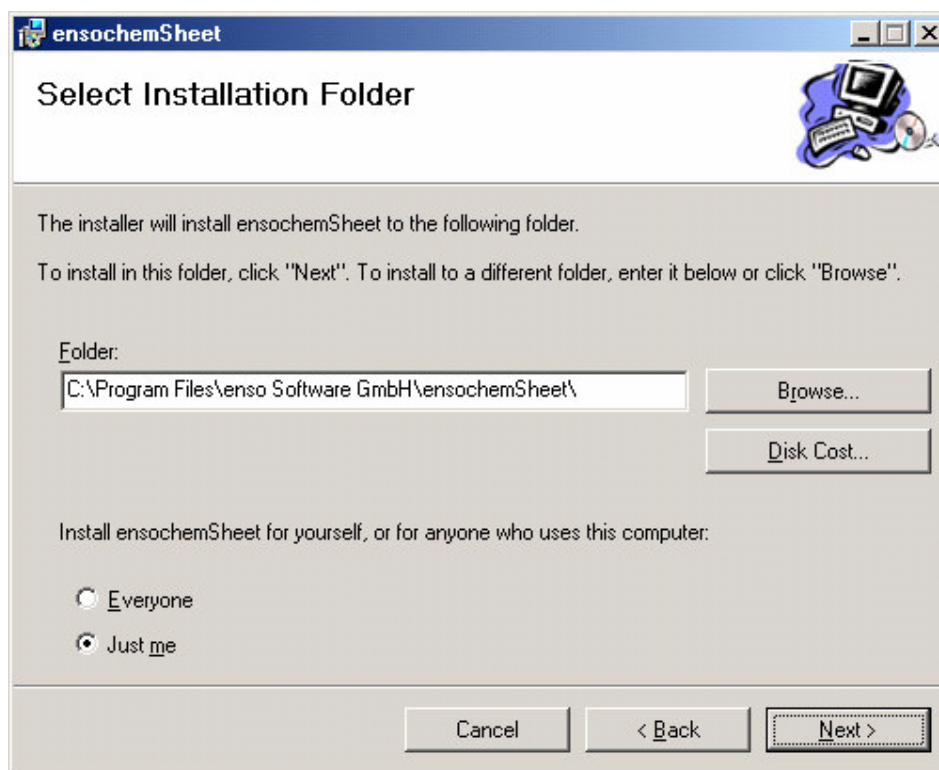 ensochemSheet
Select Installation Folder
The installer will install ensochemSheet to the following folder.
To install in this folder, click "Next". To install to a different folder, enter it below or click "Browse".
Folder:
C:\Program Files\enso Software GmbH\ensochemSheet\
Browse...
Disk Cost...
Install ensochemSheet for yourself, or for anyone who uses this computer:
Everyone
Just me
Cancel
< Back
Next >